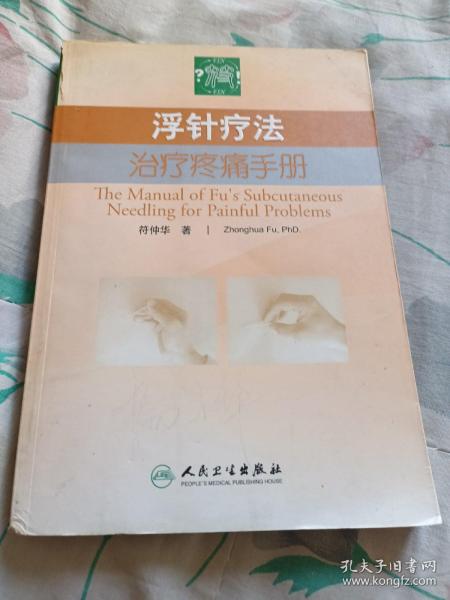 ? FSN !
FSN
浮针疗法
治疗疼痛手册
The Manual of Fu's Subcutaneous
Needling for Painful Problems
符仲华 著 | Zhonghua Fu, PhD.
人民卫生出版社
PEOPLE'S MEDICAL PUBLISHING HOUSE
孔夫子旧书网
www.kongfz.com